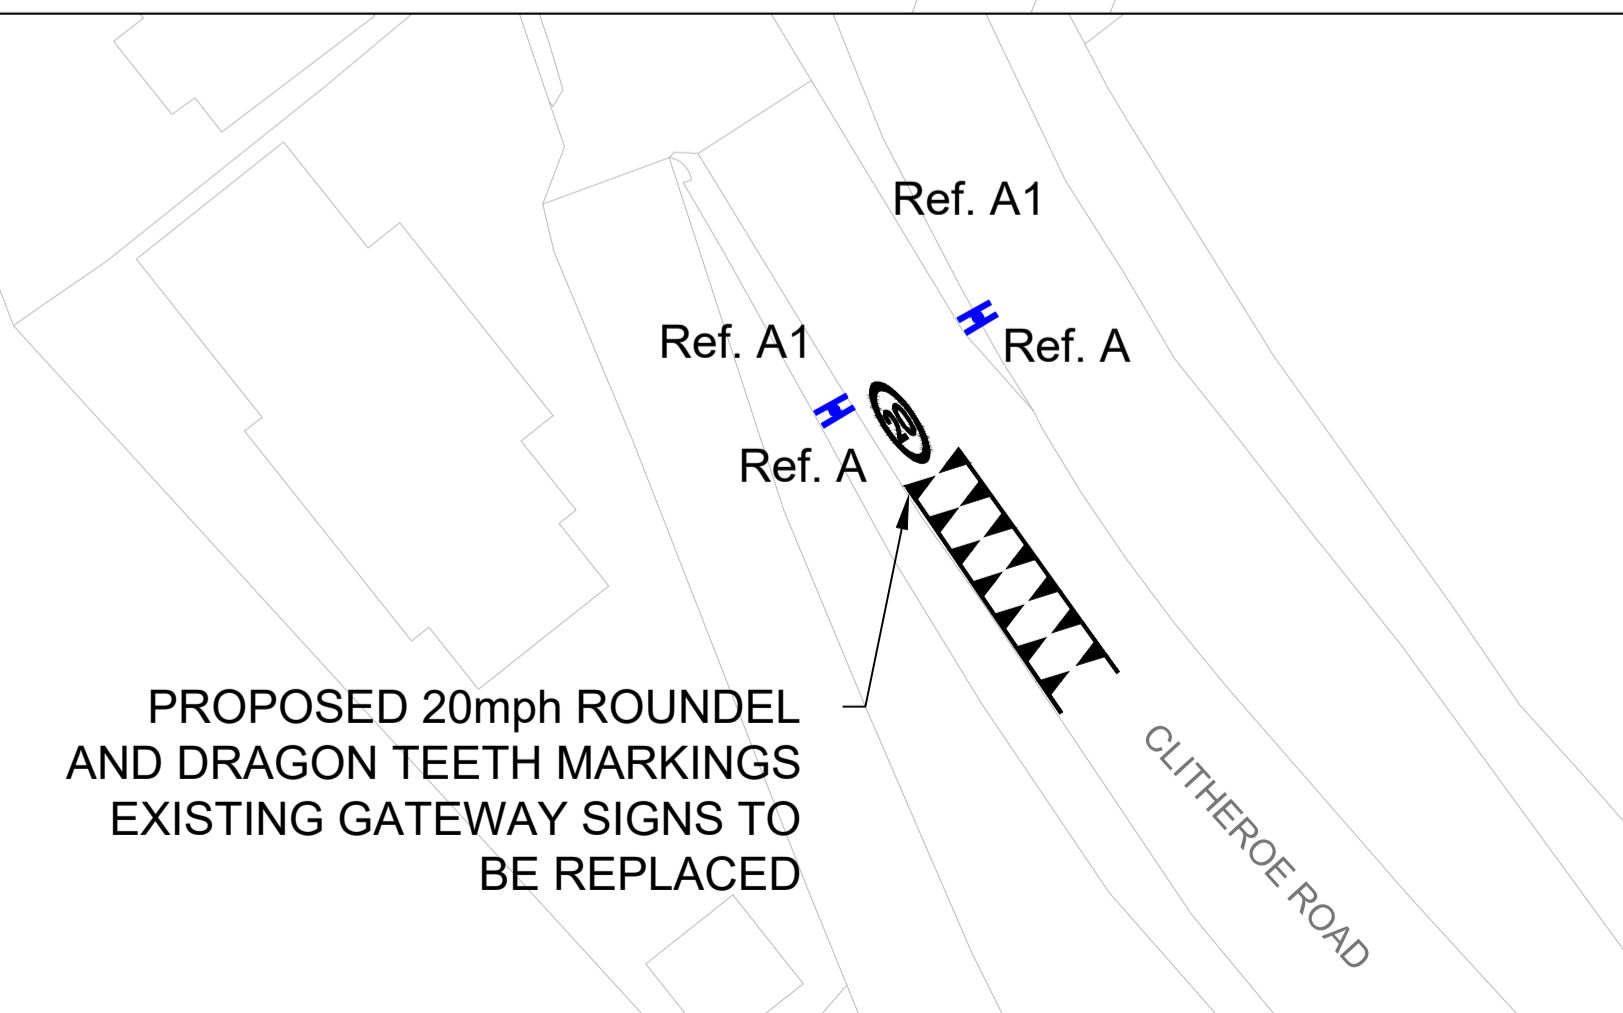 Ref. A1
Ref. A1
Ref. A
20
Ref. A
PROPOSED 20mph ROUNDEL
AND DRAGON TEETH MARKINGS
EXISTING GATEWAY SIGNS TO
BE REPLACED
CLITHEROE ROAD